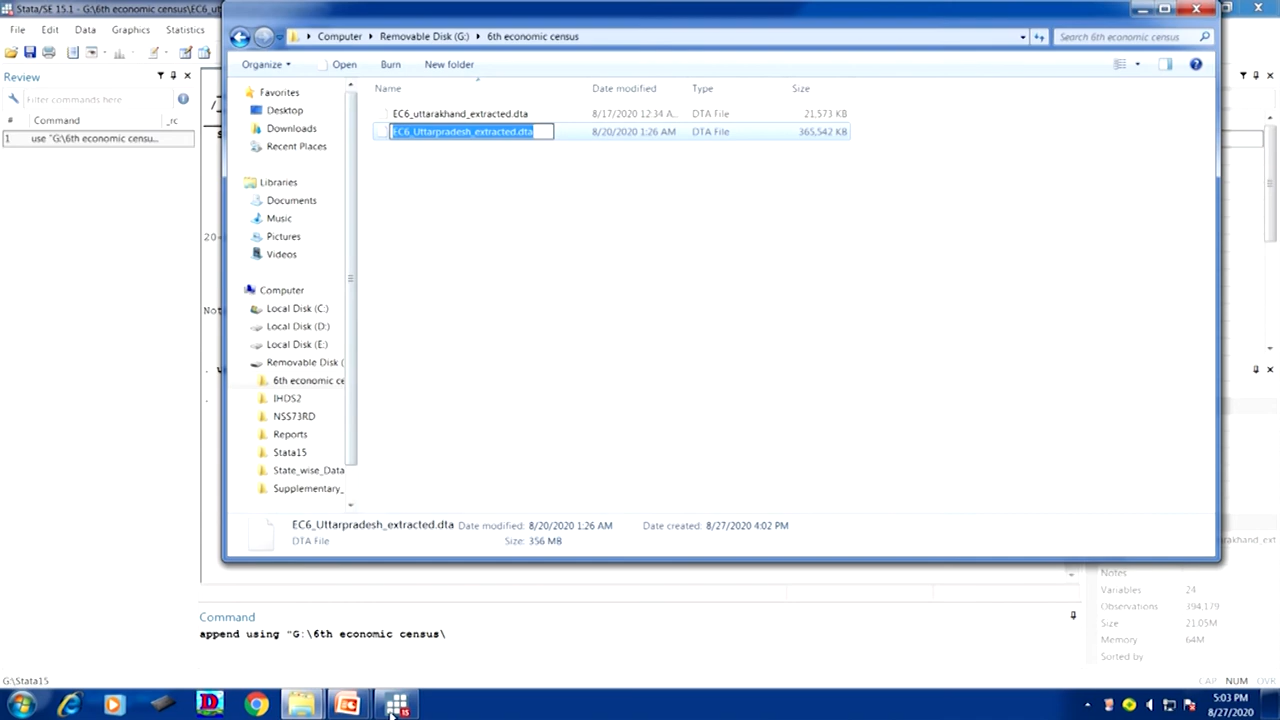 Stata/SE 15.1 - G:\6th economic census\EC6_ut
File Edit Data Graphics Statistics
Review
Filter commands here
# Command _rc
1 use "G:\6th economic censu...
Computer Removable Disk (G:) 6th economic census
Search 6th economic census
Organize Open Burn New folder
Name Date modified Type Size
EC6_uttarakhand_extracted.dta 8/17/2020 12:34 A... DTA File 21,573 KB
EC6_Uttarpradesh_extracted.dta 8/20/2020 1:26 AM DTA File 365,542 KB
Favorites
Desktop
Downloads
Recent Places
Libraries
Documents
Music
Pictures
Videos
Computer
Local Disk (C:)
Local Disk (D:)
Local Disk (E:)
Removable Disk (
6th economic ce
IHDS2
NSS73RD
Reports
Stata15
State_wise_Data
Supplementary_
EC6_Uttarpradesh_extracted.dta Date modified: 8/20/2020 1:26 AM Date created: 8/27/2020 4:02 PM
DTA File Size: 356 MB
Notes
Variables 24
Observations 394,179
Size 21.05M
Memory 64M
Sorted by
Command
append using "G:\6th economic census\
G:\Stata15
CAP NUM OVR
5:03 PM
8/27/2020